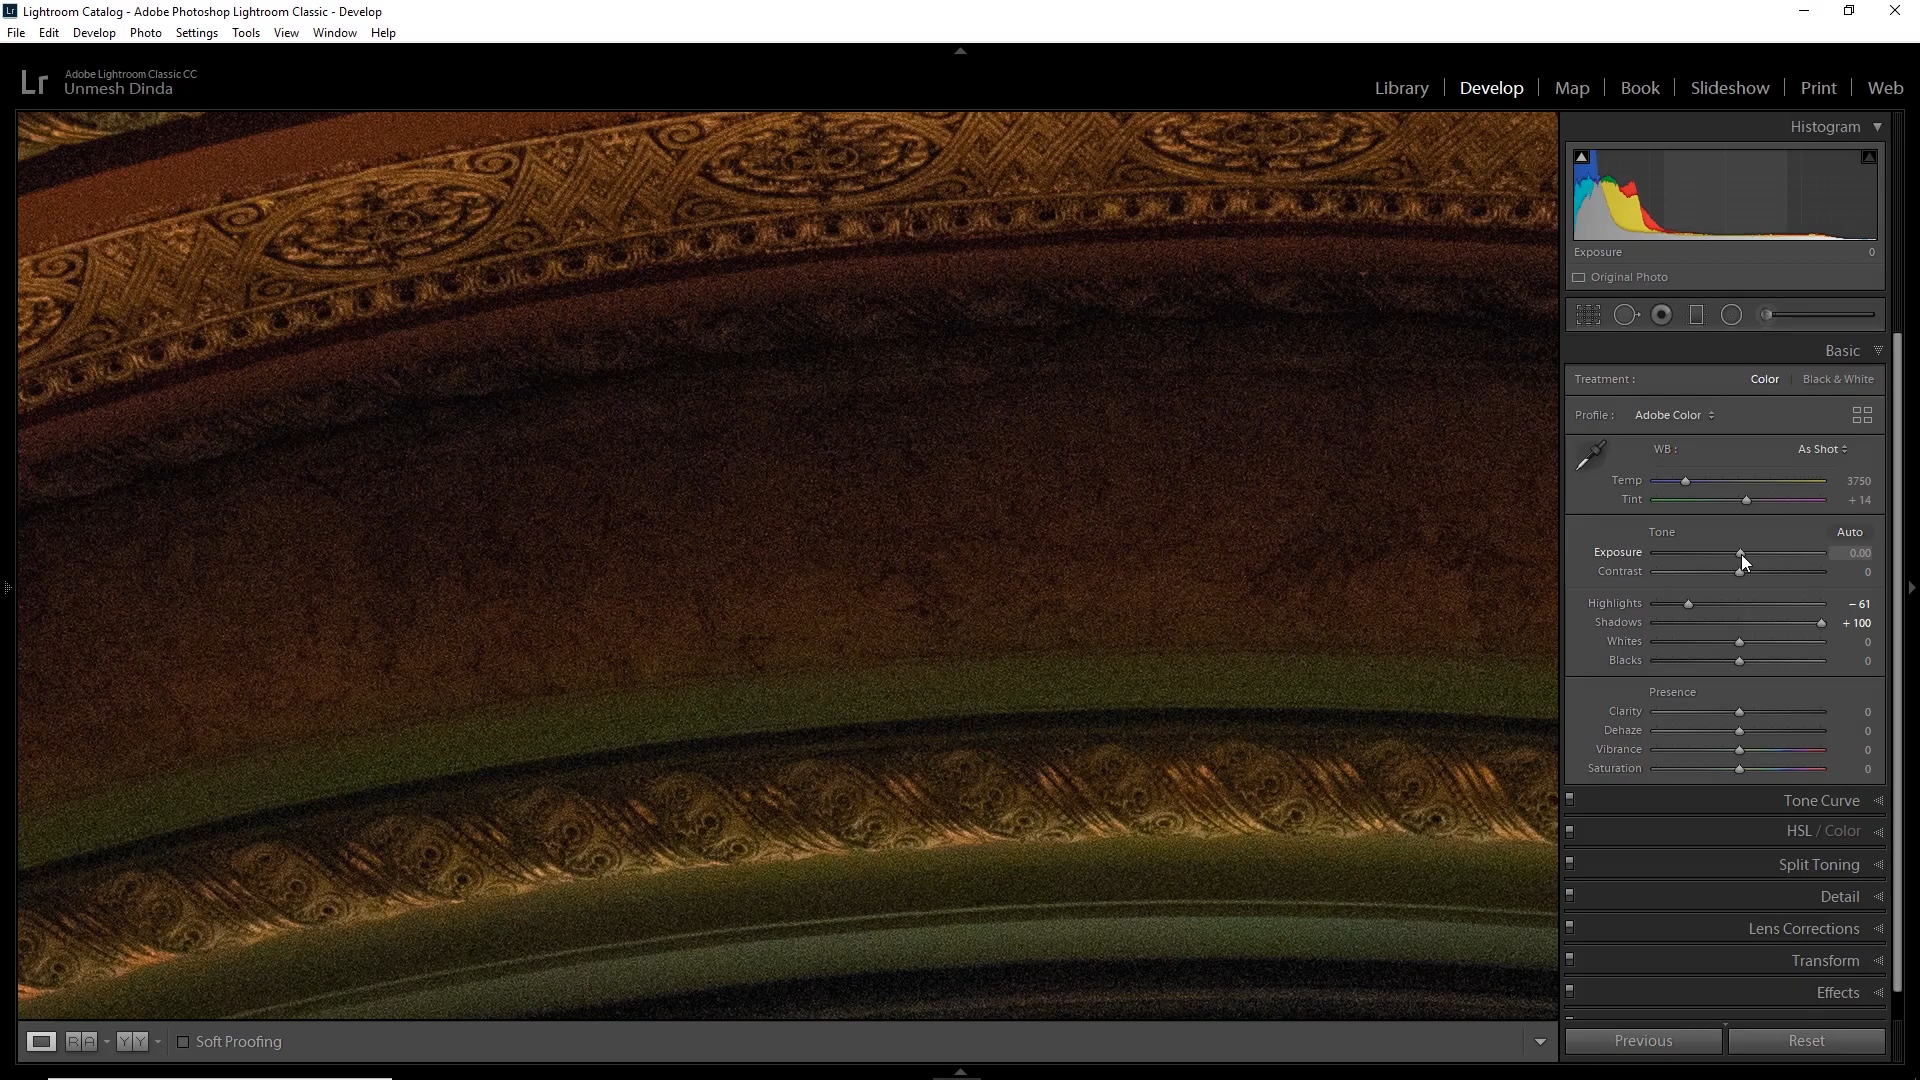 Lr Lightroom Catalog - Adobe Photoshop Lightroom Classic - Develop
File Edit Develop Photo Settings Tools View Window Help
Lr Adobe Lightroom Classic CC
Unmesh Dinda
Library Develop Map Book Slideshow Print Web
Histogram
Exposure 0
Original Photo
Basic
Treatment : Color Black & White
Profile : Adobe Color
WB : As Shot
Temp 3750
Tint + 14
Tone Auto
Exposure 0.00
Contrast 0
Highlights – 61
Shadows + 100
Whites 0
Blacks 0
Presence
Clarity 0
Dehaze 0
Vibrance 0
Saturation 0
Tone Curve
HSL / Color
Split Toning
Detail
Lens Corrections
Transform
Effects
R A Y Y Soft Proofing Previous Reset